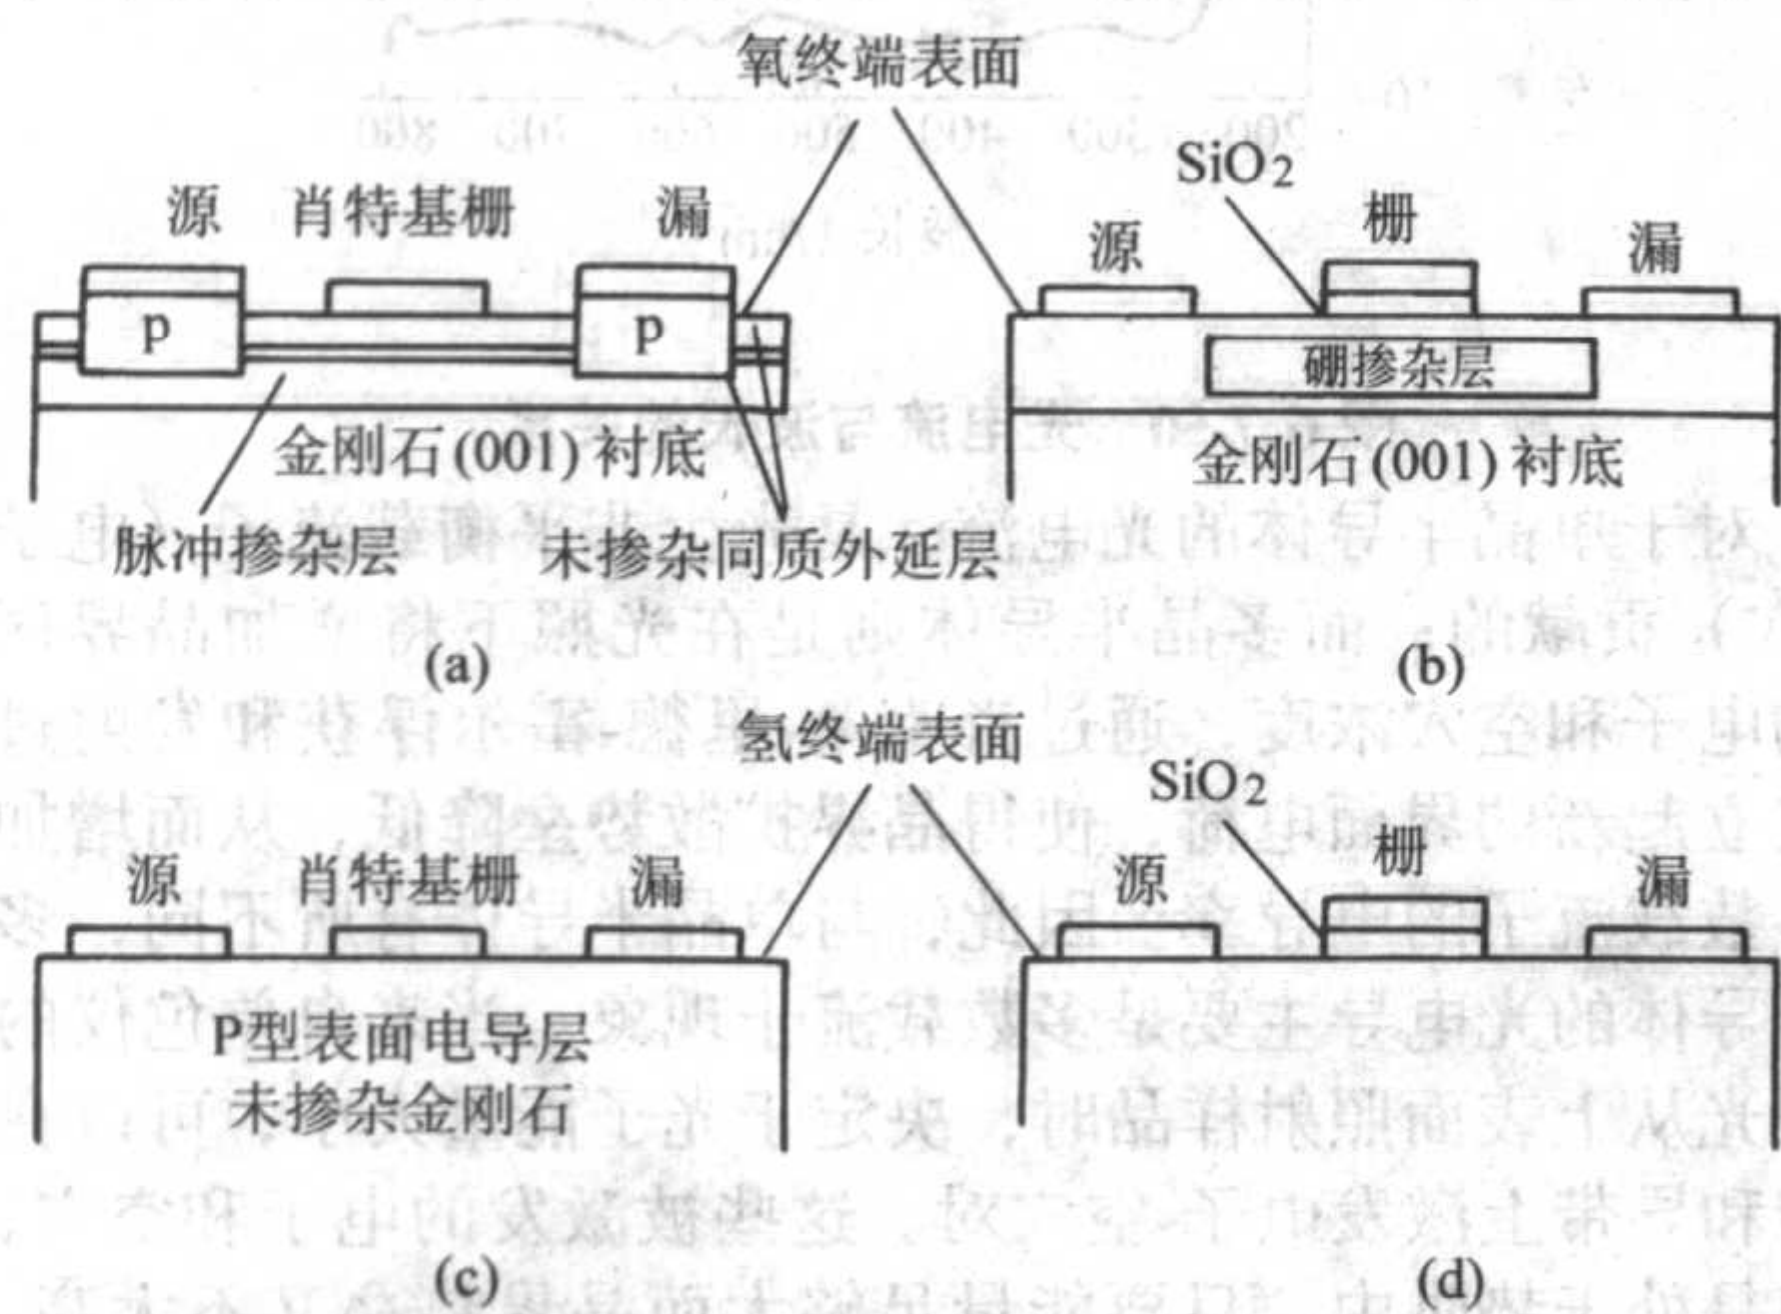 氧终端表面
源 肖特基栅 漏
p p
金刚石(001)衬底
脉冲掺杂层 未掺杂同质外延层
(a)
SiO2
源 栅 漏
硼掺杂层
金刚石(001)衬底
(b)
氢终端表面
源 肖特基栅 漏
P型表面电导层
未掺杂金刚石
(c)
SiO2
源 栅 漏
(d)